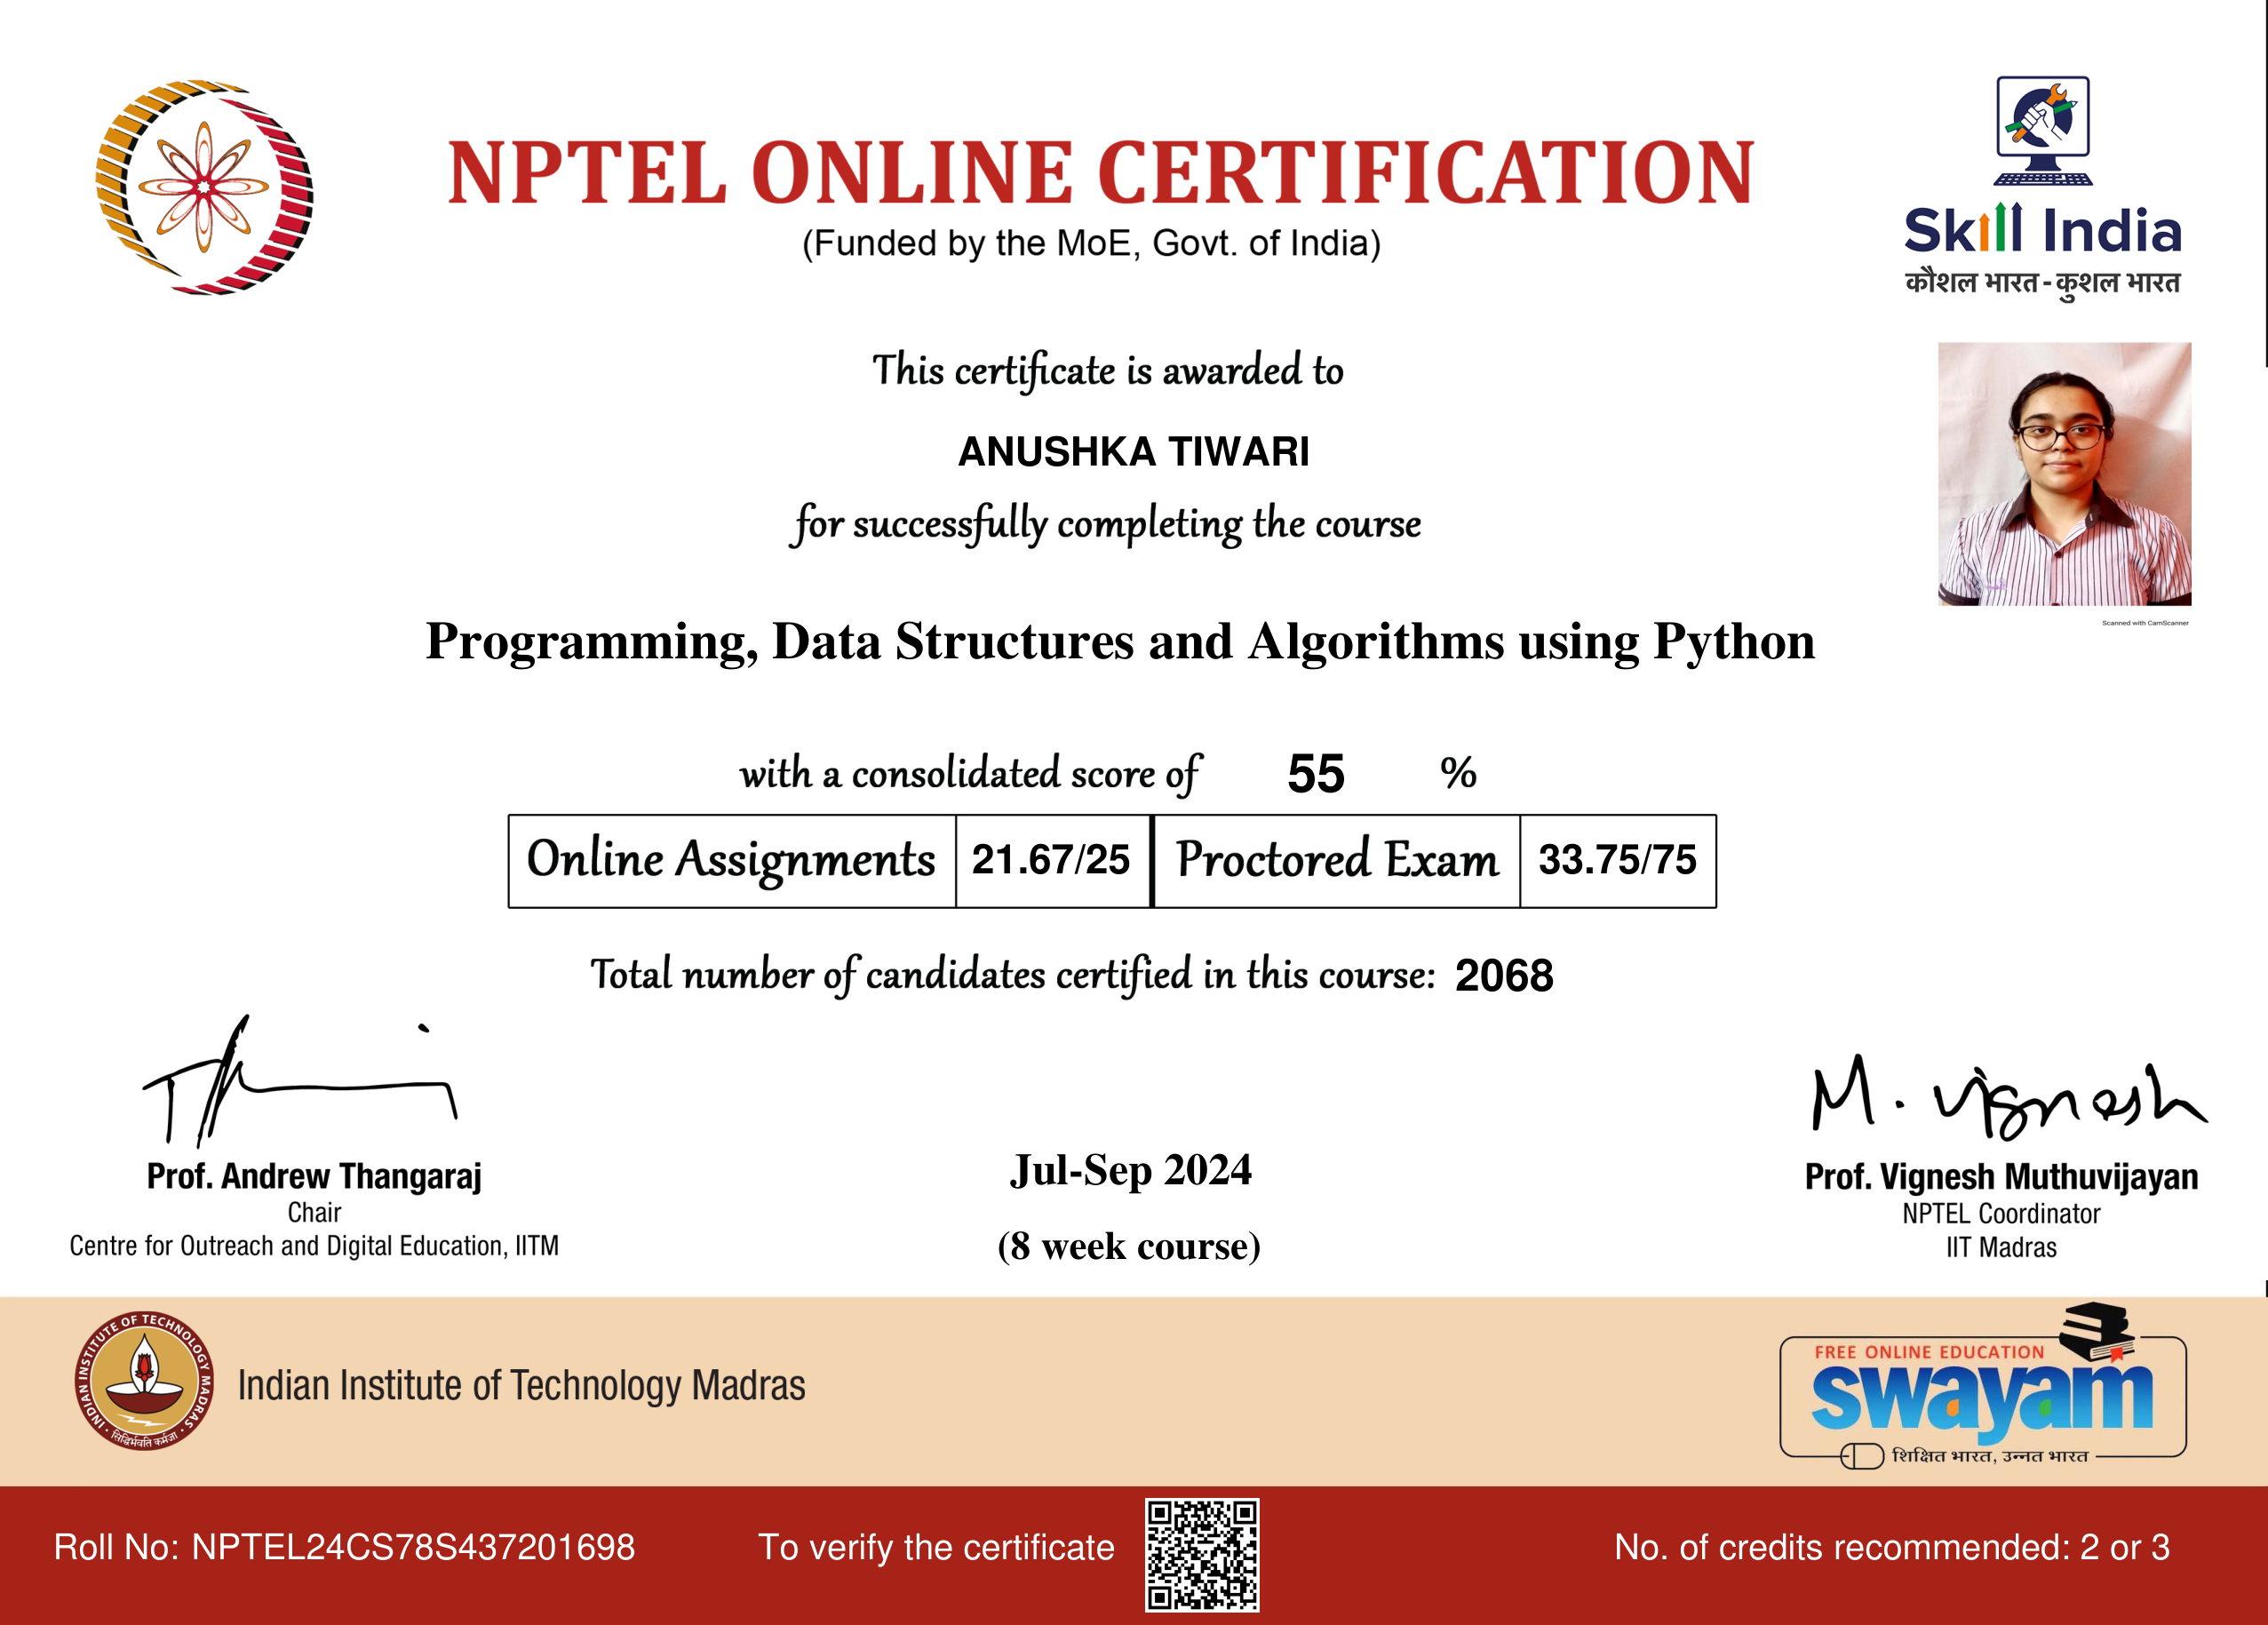 NPTEL ONLINE CERTIFICATION
(Funded by the MoE, Govt. of India)
Skill India
कौशल भारत - कुशल भारत
This certificate is awarded to
ANUSHKA TIWARI
for successfully completing the course
Scanned with CamScanner
Programming, Data Structures and Algorithms using Python
with a consolidated score of 55 %
Online Assignments 21.67/25 Proctored Exam 33.75/75
Total number of candidates certified in this course: 2068
M. Vignesh
Prof. Andrew Thangaraj
Chair
Centre for Outreach and Digital Education, IITM
Jul-Sep 2024
(8 week course)
Prof. Vignesh Muthuvijayan
NPTEL Coordinator
IIT Madras
INDIAN INSTITUTE OF TECHNOLOGY MADRAS
सिद्धिर्भवति कर्मजा
Indian Institute of Technology Madras
FREE ONLINE EDUCATION
swayam
शिक्षित भारत, उन्नत भारत
Roll No: NPTEL24CS78S437201698
To verify the certificate
No. of credits recommended: 2 or 3